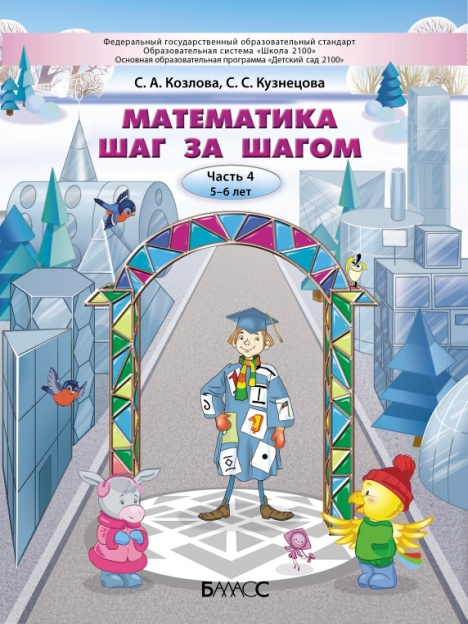 Федеральный государственный образовательный стандарт
Образовательная система «Школа 2100»
Основная образовательная программа «Детский сад 2100»
С. А. Козлова, С. С. Кузнецова
МАТЕМАТИКА
ШАГ ЗА ШАГОМ
Часть 4
5–6 лет
БАЛАСС